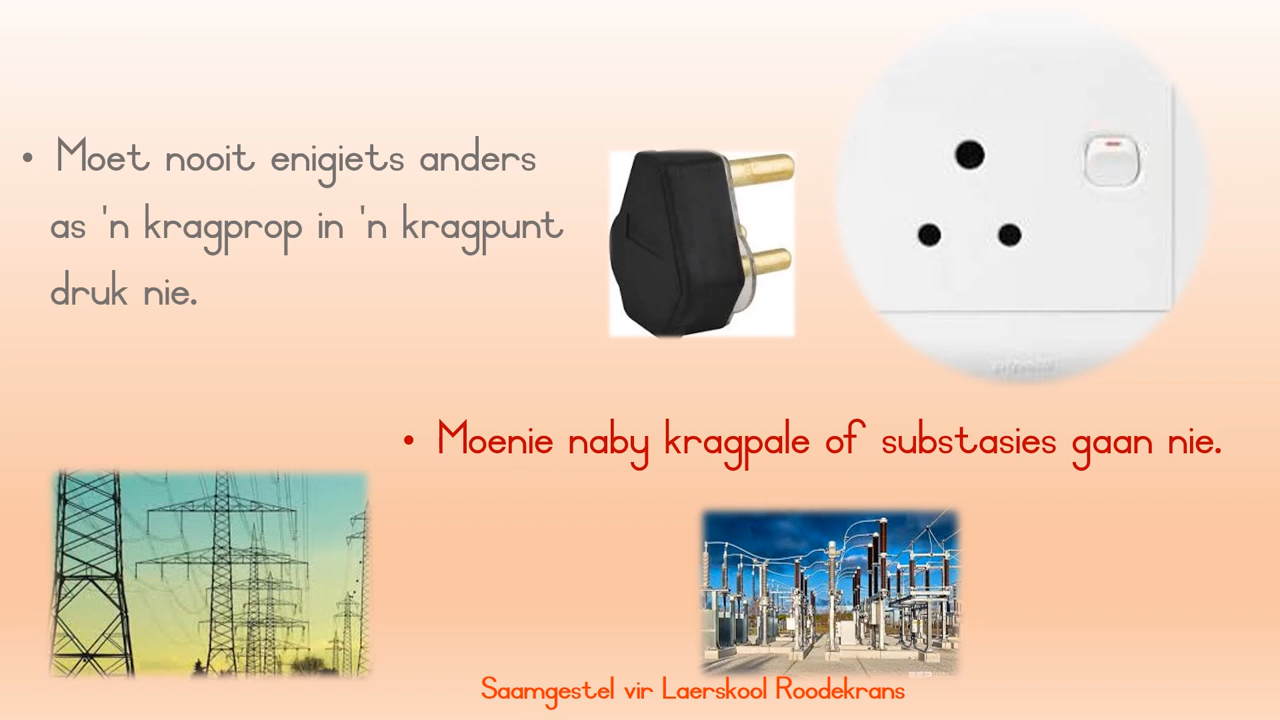 • Moet nooit enigiets anders
as 'n kragprop in 'n kragpunt
druk nie.
• Moenie naby kragpale of substasies gaan nie.
Saamgestel vir Laerskool Roodekrans